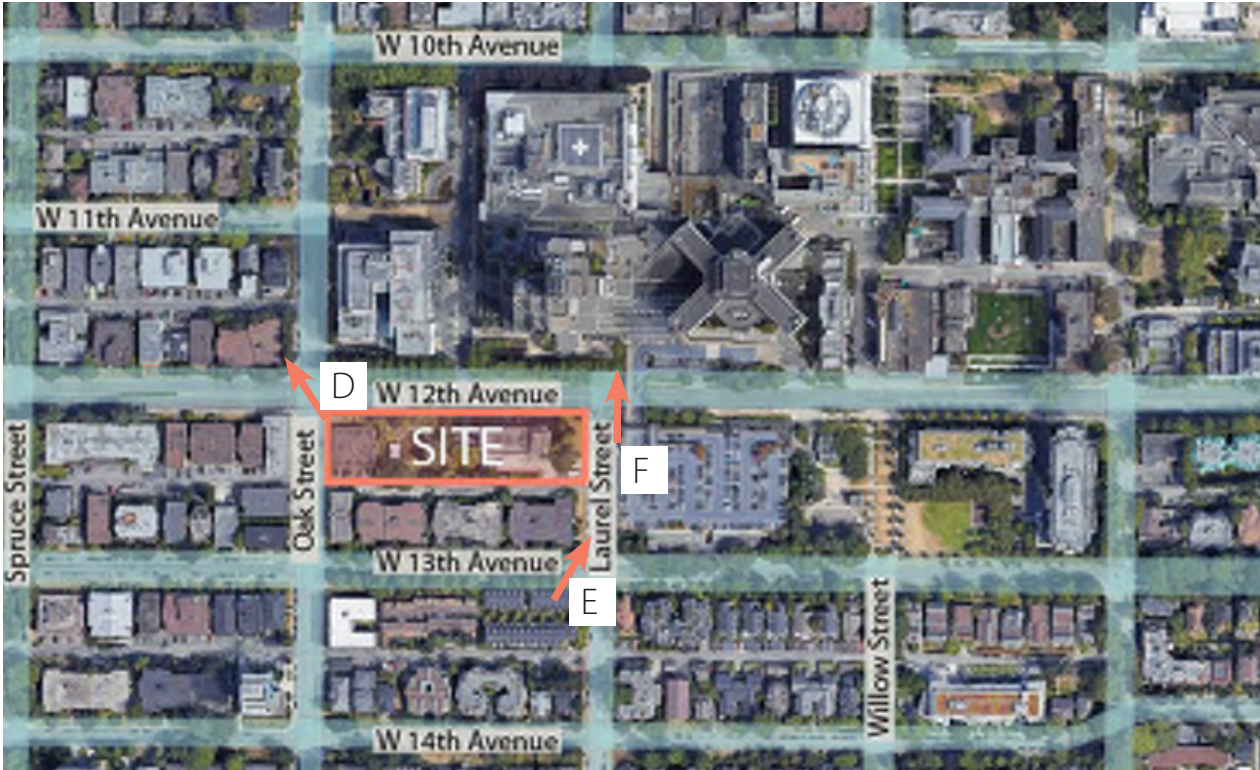 W 10th Avenue
W 11th Avenue
D
W 12th Avenue
SITE
F
Spruce Street
Oak Street
Laurel Street
W 13th Avenue
E
Willow Street
W 14th Avenue